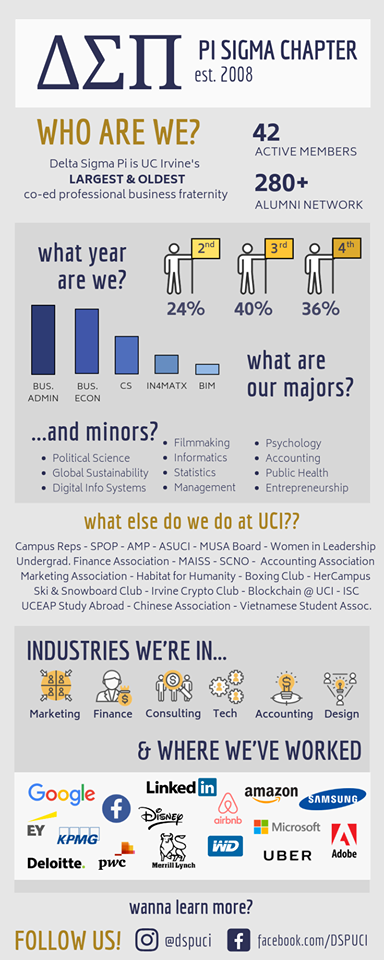 ΔΣΠ
PI SIGMA CHAPTER
est. 2008
WHO ARE WE?
Delta Sigma Pi is UC Irvine's
LARGEST & OLDEST
co-ed professional business fraternity
42
ACTIVE MEMBERS
280+
ALUMNI NETWORK
what year
are we?
2nd
3rd
4th
24%
40%
36%
BUS. ADMIN
BUS. ECON
CS
IN4MATX
BIM
what are
our majors?
...and minors?
• Political Science
• Global Sustainability
• Digital Info Systems
• Filmmaking
• Informatics
• Statistics
• Management
• Psychology
• Accounting
• Public Health
• Entrepreneurship
what else do we do at UCI??
Campus Reps - SPOP - AMP - ASUCI - MUSA Board - Women in Leadership
Undergrad. Finance Association - MAISS - SCNO - Accounting Association
Marketing Association - Habitat for Humanity - Boxing Club - HerCampus
Ski & Snowboard Club - Irvine Crypto Club - Blockchain @ UCI - ISC
UCEAP Study Abroad - Chinese Association - Vietnamese Student Assoc.
INDUSTRIES WE'RE IN...
Marketing
Finance
Consulting
Tech
Accounting
Design
& WHERE WE'VE WORKED
Google
f
Linked in
Disney
airbnb
amazon
SAMSUNG
EY
KPMG
Deloitte.
pwc
Merrill Lynch
WD
Microsoft
UBER
Adobe
wanna learn more?
FOLLOW US!
@dspuci
facebook.com/DSPUCI